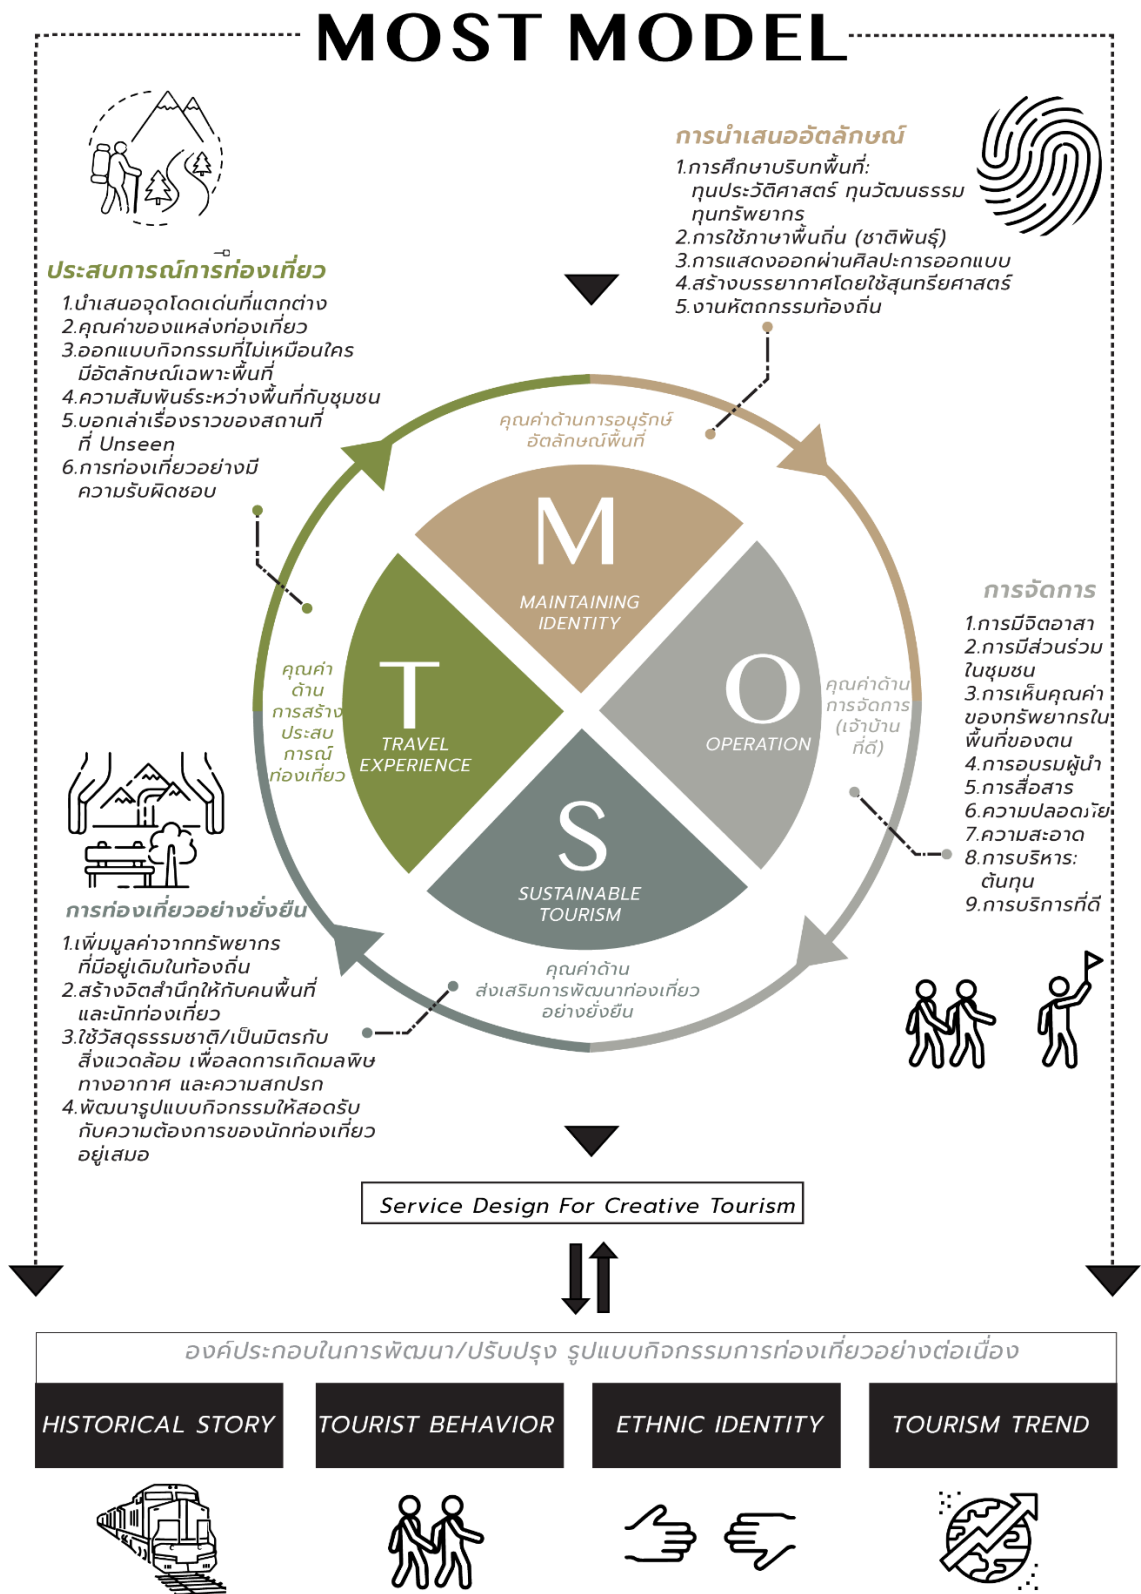 MOST MODEL
การนำเสนออัตลักษณ์
1.การศึกษาบริบทพื้นที่:
ทุนประวัติศาสตร์ ทุนวัฒนธรรม
ทุนทรัพยากร
2.การใช้ภาษาพื้นถิ่น (ชาติพันธุ์)
3.การแสดงออกผ่านศิลปะการออกแบบ
4.สร้างบรรยากาศโดยใช้สุนทรียศาสตร์
5.งานหัตถกรรมท้องถิ่น
ประสบการณ์การท่องเที่ยว
1.นำเสนอจุดโดดเด่นที่แตกต่าง
2.คุณค่าของแหล่งท่องเที่ยว
3.ออกแบบกิจกรรมที่ไม่เหมือนใคร
มีอัตลักษณ์เฉพาะพื้นที่
4.ความสัมพันธ์ระหว่างพื้นที่กับชุมชน
5.บอกเล่าเรื่องราวของสถานที่
ที่ Unseen
6.การท่องเที่ยวอย่างมี
ความรับผิดชอบ
คุณค่าด้านการอนุรักษ์
อัตลักษณ์พื้นที่
M
MAINTAINING
IDENTITY
คุณค่า
ด้าน
การสร้าง
ประสบ
การณ์
ท่องเที่ยว
T
TRAVEL
EXPERIENCE
O
OPERATION
คุณค่าด้าน
การจัดการ
(เจ้าบ้าน
ที่ดี)
S
SUSTAINABLE
TOURISM
คุณค่าด้าน
ส่งเสริมการพัฒนาท่องเที่ยว
อย่างยั่งยืน
การจัดการ
1.การมีจิตอาสา
2.การมีส่วนร่วม
ในชุมชน
3.การเห็นคุณค่า
ของทรัพยากรใน
พื้นที่ของตน
4.การอบรมผู้นำ
5.การสื่อสาร
6.ความปลอดภัย
7.ความสะอาด
8.การบริหาร:
ต้นทุน
9.การบริการที่ดี
การท่องเที่ยวอย่างยั่งยืน
1.เพิ่มมูลค่าจากทรัพยากร
ที่มีอยู่เดิมในท้องถิ่น
2.สร้างจิตสำนึกให้กับคนพื้นที่
และนักท่องเที่ยว
3.ใช้วัสดุธรรมชาติ/เป็นมิตรกับ
สิ่งแวดล้อม เพื่อลดการเกิดมลพิษ
ทางอากาศ และความสกปรก
4.พัฒนารูปแบบกิจกรรมให้สอดรับ
กับความต้องการของนักท่องเที่ยว
อยู่เสมอ
Service Design For Creative Tourism
องค์ประกอบในการพัฒนา/ปรับปรุง รูปแบบกิจกรรมการท่องเที่ยวอย่างต่อเนื่อง
HISTORICAL STORY
TOURIST BEHAVIOR
ETHNIC IDENTITY
TOURISM TREND